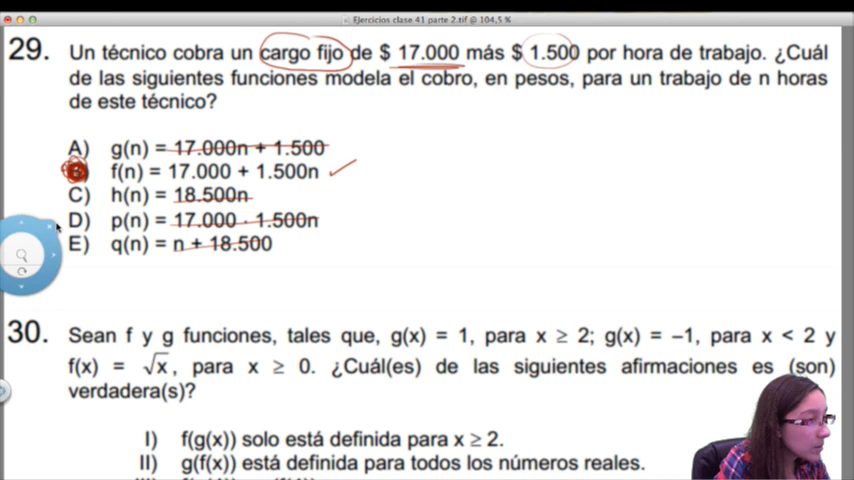 Ejercicios clase 41 parte 2.tif @ 104,5 %
29. Un técnico cobra un cargo fijo de $ 17.000 más $ 1.500 por hora de trabajo. ¿Cuál
de las siguientes funciones modela el cobro, en pesos, para un trabajo de n horas
de este técnico?
A) g(n) = 17.000n + 1.500
f(n) = 17.000 + 1.500n
C) h(n) = 18.500n
D) p(n) = 17.000 · 1.500n
E) q(n) = n + 18.500
30. Sean f y g funciones, tales que, g(x) = 1, para x ≥ 2; g(x) = –1, para x < 2 y
f(x) = √x, para x ≥ 0. ¿Cuál(es) de las siguientes afirmaciones es (son)
verdadera(s)?
I) f(g(x)) solo está definida para x ≥ 2.
II) g(f(x)) está definida para todos los números reales.